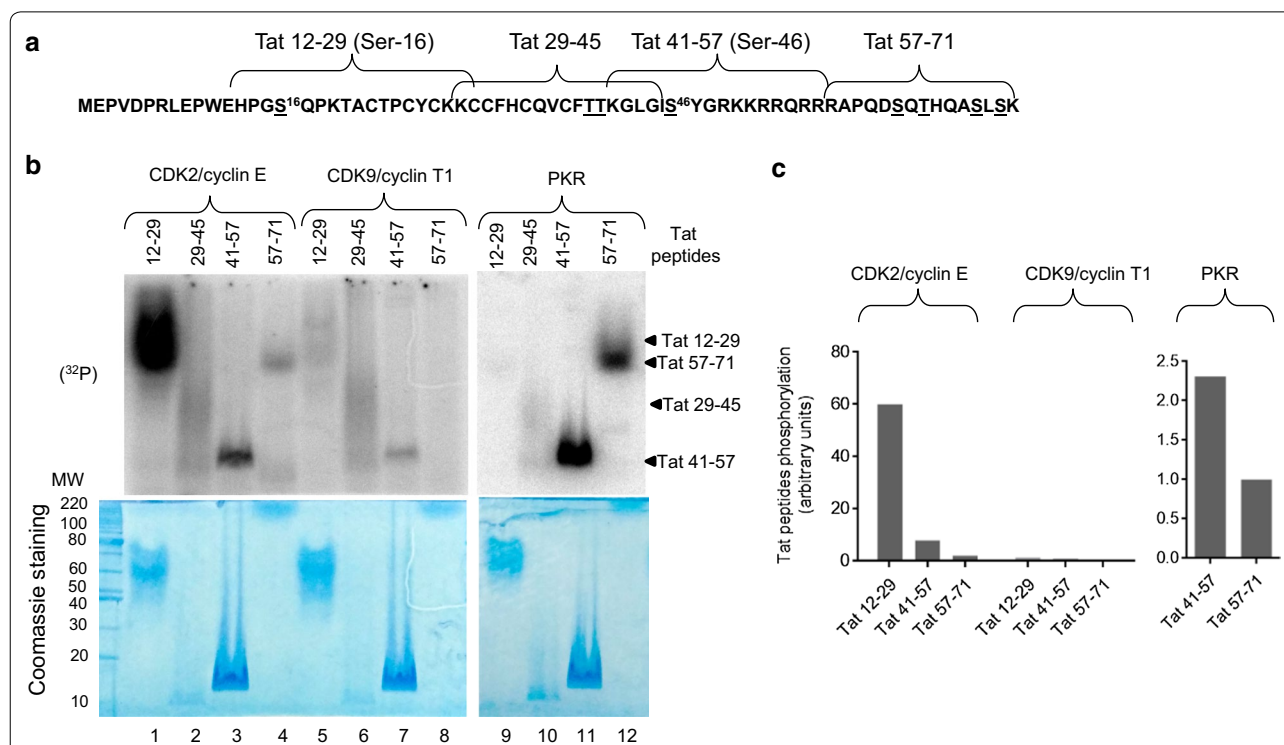 a
Tat 12-29 (Ser-16) Tat 29-45 Tat 41-57 (Ser-46) Tat 57-71
MEPVDPRLEPWEHPGS16QPKTACTPCYCKKCCFHCQVCFTTKGLGIS46YGRKKRRQRRRAPQDSQTHQASLSK
b
CDK2/cyclin E CDK9/cyclin T1 PKR
12-29 29-45 41-57 57-71 12-29 29-45 41-57 57-71 12-29 29-45 41-57 57-71
Tat peptides
(32P)
Tat 12-29
Tat 57-71
Tat 29-45
Tat 41-57
MW
220
100
80
60
50
40
30
20
10
Coomassie staining
1 2 3 4 5 6 7 8 9 10 11 12
c
CDK2/cyclin E CDK9/cyclin T1 PKR
Tat peptides phosphorylation
(arbitrary units)
80
60
40
20
0
2.5
2.0
1.5
1.0
0.5
0.0
Tat 12-29 Tat 41-57 Tat 57-71 Tat 12-29 Tat 41-57 Tat 57-71 Tat 41-57 Tat 57-71